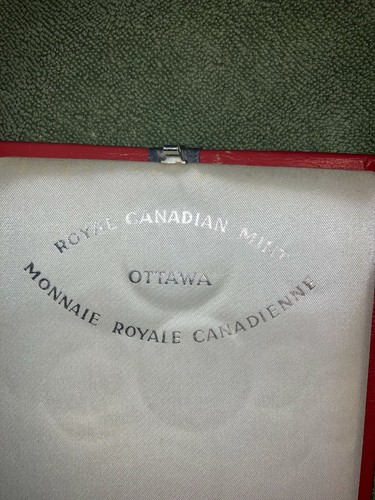 ROYAL CANADIAN MINT
OTTAWA
MONNAIE ROYALE CANADIENNE